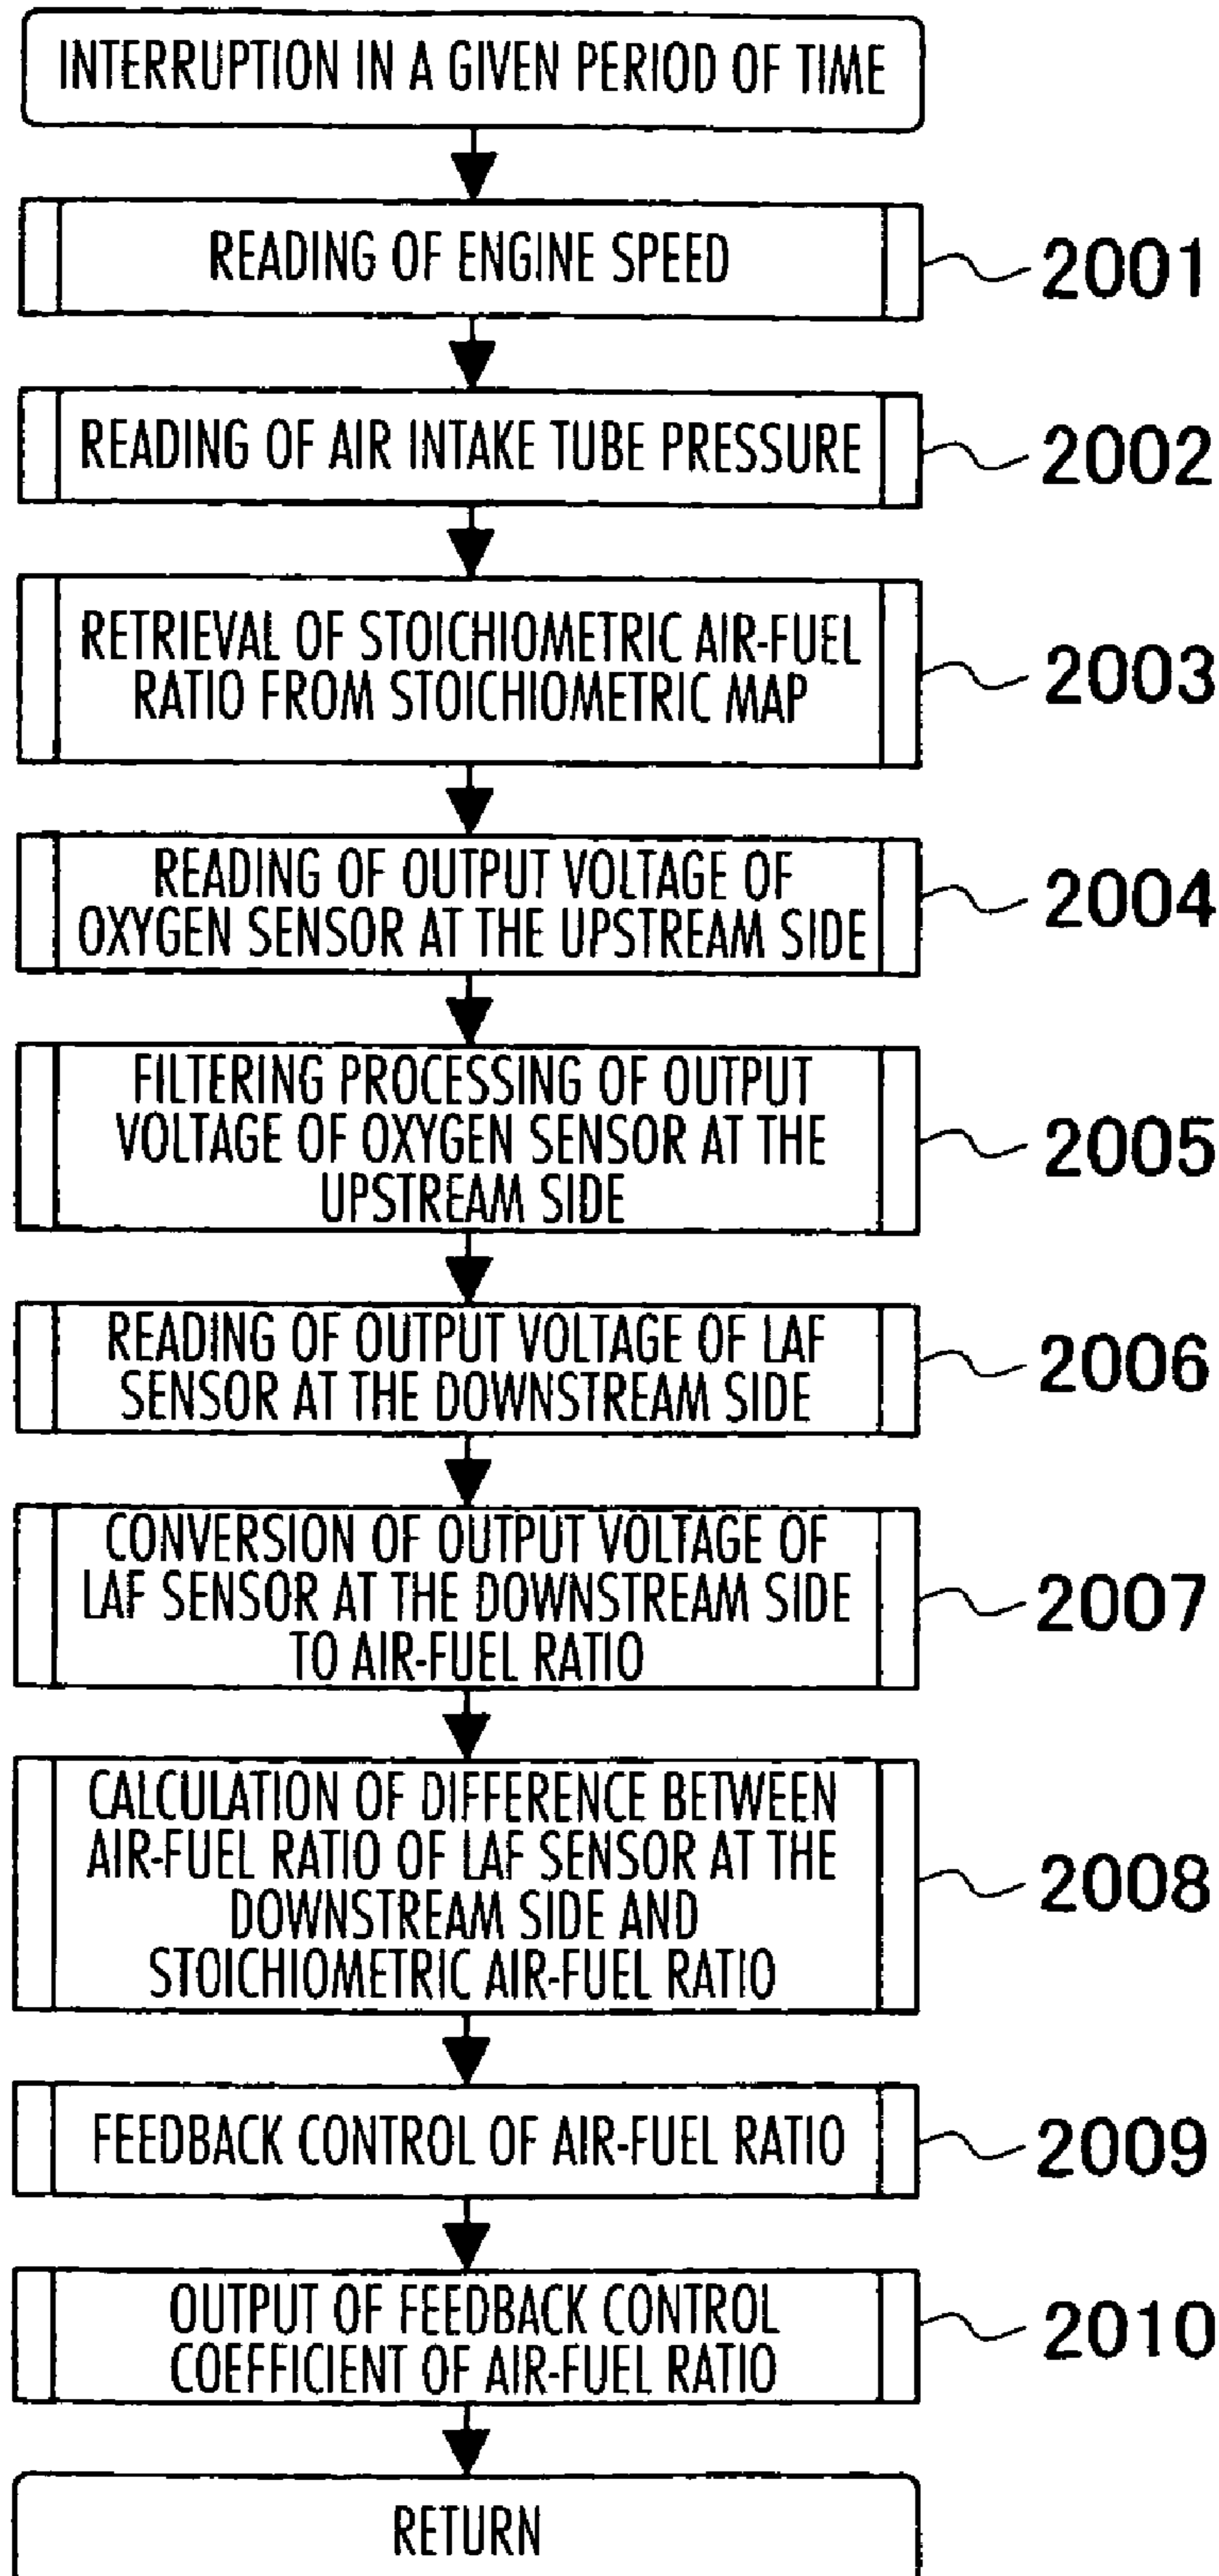 INTERRUPTION IN A GIVEN PERIOD OF TIME
READING OF ENGINE SPEED
2001
READING OF AIR INTAKE TUBE PRESSURE
2002
RETRIEVAL OF STOICHIOMETRIC AIR-FUEL
RATIO FROM STOICHIOMETRIC MAP
2003
READING OF OUTPUT VOLTAGE OF
OXYGEN SENSOR AT THE UPSTREAM SIDE
2004
FILTERING PROCESSING OF OUTPUT
VOLTAGE OF OXYGEN SENSOR AT THE
UPSTREAM SIDE
2005
READING OF OUTPUT VOLTAGE OF LAF
SENSOR AT THE DOWNSTREAM SIDE
2006
CONVERSION OF OUTPUT VOLTAGE OF
LAF SENSOR AT THE DOWNSTREAM SIDE
TO AIR-FUEL RATIO
2007
CALCULATION OF DIFFERENCE BETWEEN
AIR-FUEL RATIO OF LAF SENSOR AT THE
DOWNSTREAM SIDE AND
STOICHIOMETRIC AIR-FUEL RATIO
2008
FEEDBACK CONTROL OF AIR-FUEL RATIO
2009
OUTPUT OF FEEDBACK CONTROL
COEFFICIENT OF AIR-FUEL RATIO
2010
RETURN